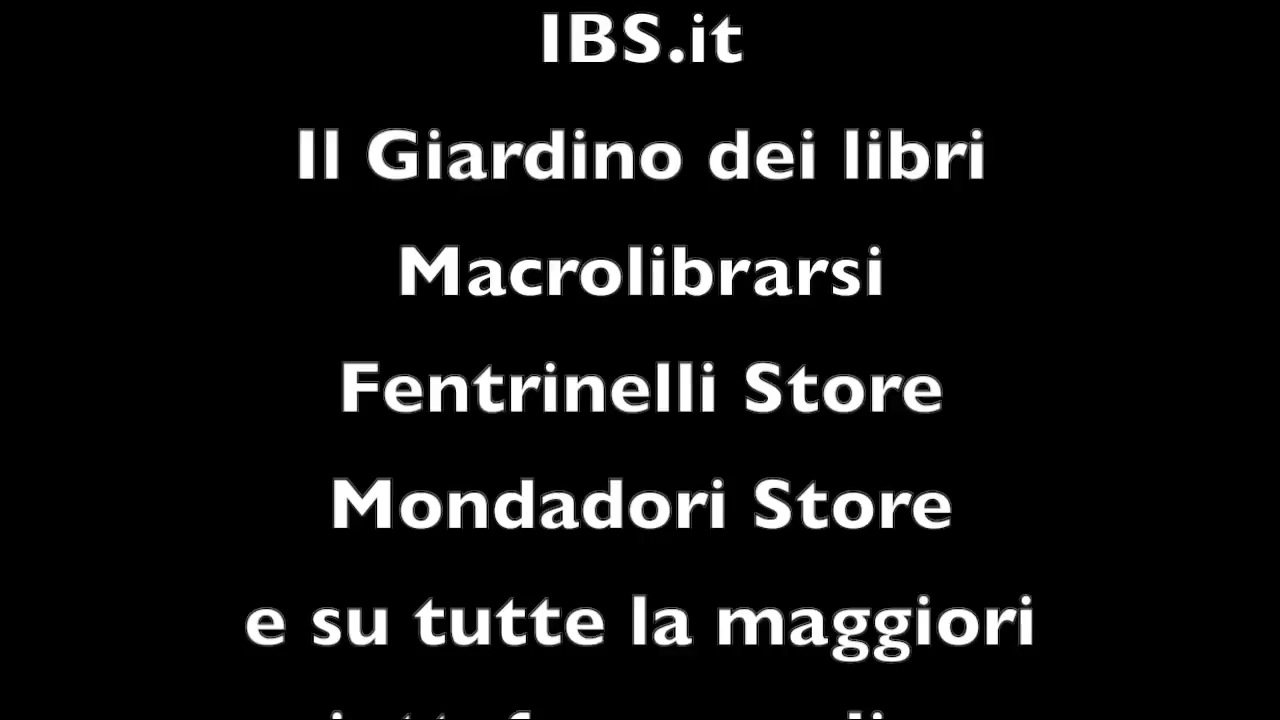 IBS.it
Il Giardino dei libri
Macrolibrarsi
Fentrinelli Store
Mondadori Store
e su tutte la maggiori